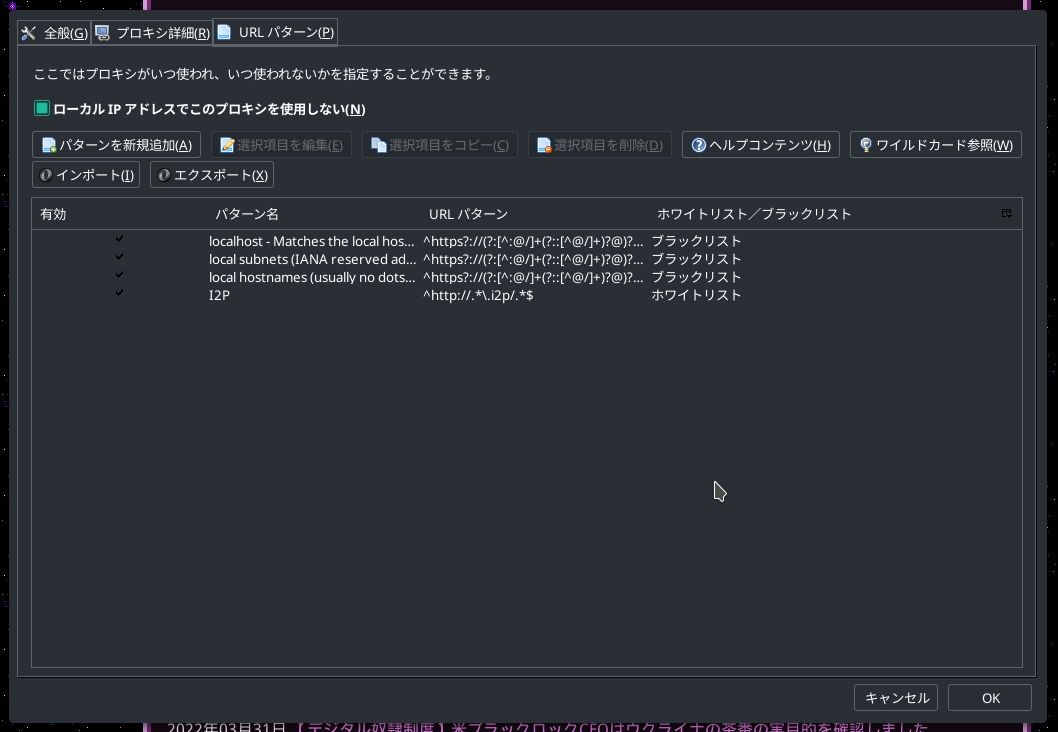 全般(G) プロキシ詳細(R) URL パターン(P)
ここではプロキシがいつ使われ、いつ使われないかを指定することができます。
ローカル IP アドレスでこのプロキシを使用しない(N)
パターンを新規追加(A) 選択項目を編集(E) 選択項目をコピー(C) 選択項目を削除(D) ヘルプコンテンツ(H) ワイルドカード参照(W)
インポート(I) エクスポート(X)
有効 パターン名 URL パターン ホワイトリスト／ブラックリスト
localhost - Matches the local hos... ^https?://(?:[^:@/]+(?::[^@/]+)?@)?... ブラックリスト
local subnets (IANA reserved ad... ^https?://(?:[^:@/]+(?::[^@/]+)?@)?... ブラックリスト
local hostnames (usually no dots... ^https?://(?:[^:@/]+(?::[^@/]+)?@)?... ブラックリスト
I2P ^http://.*\.i2p/.*$ ホワイトリスト
キャンセル OK
2022年03月31日 【デジタル奴隷制度】米ブラックロックCEOはウクライナの茶番の実目的を確認しました